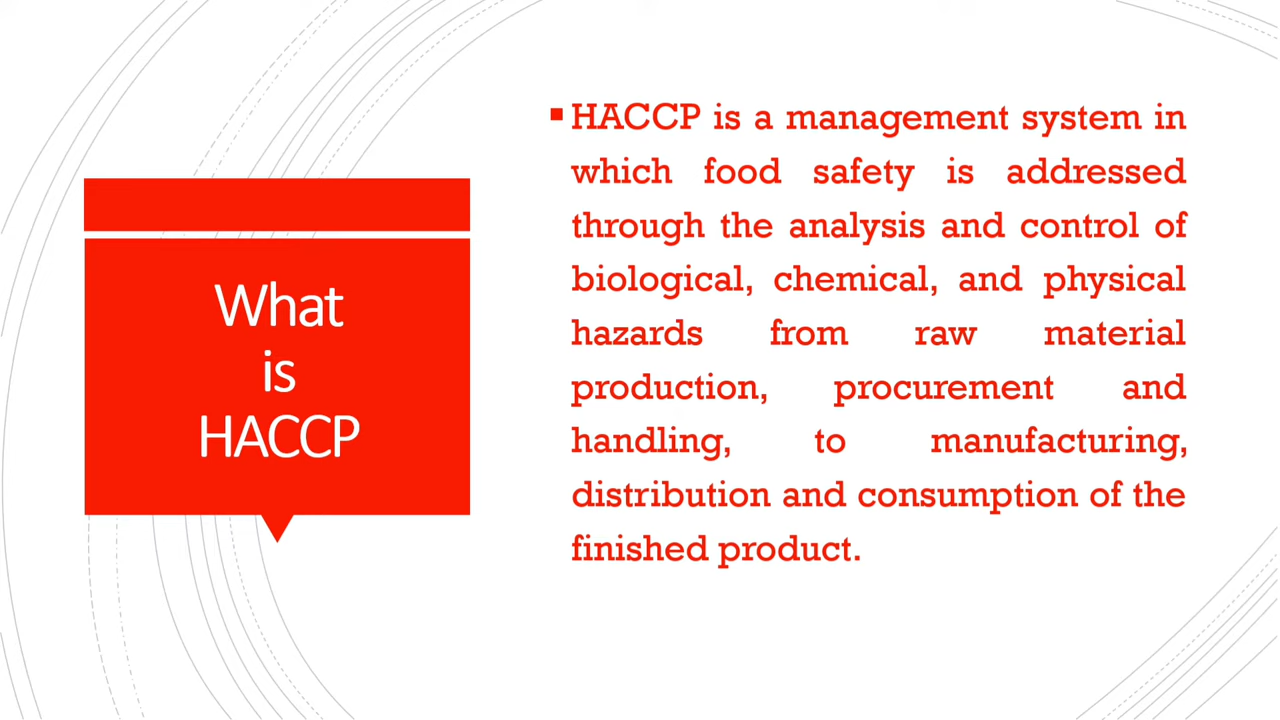 What
is
HACCP
▪ HACCP is a management system in
which food safety is addressed
through the analysis and control of
biological, chemical, and physical
hazards from raw material
production, procurement and
handling, to manufacturing,
distribution and consumption of the
finished product.